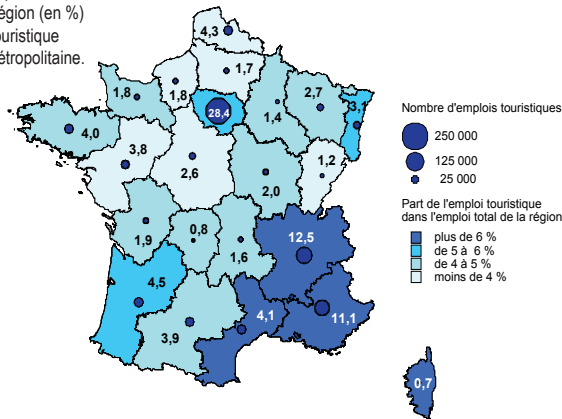 région (en %)
ouristique
étropolitaine.
4,3
1,7
1,8
1,8
28,4
1,4
2,7
3,1
4,0
3,8
2,6
2,0
1,2
1,9
0,8
1,6
12,5
4,5
3,9
4,1
11,1
0,7
Nombre d'emplois touristiques
250 000
125 000
25 000
Part de l'emploi touristique
dans l'emploi total de la région
plus de 6 %
de 5 à 6 %
de 4 à 5 %
moins de 4 %